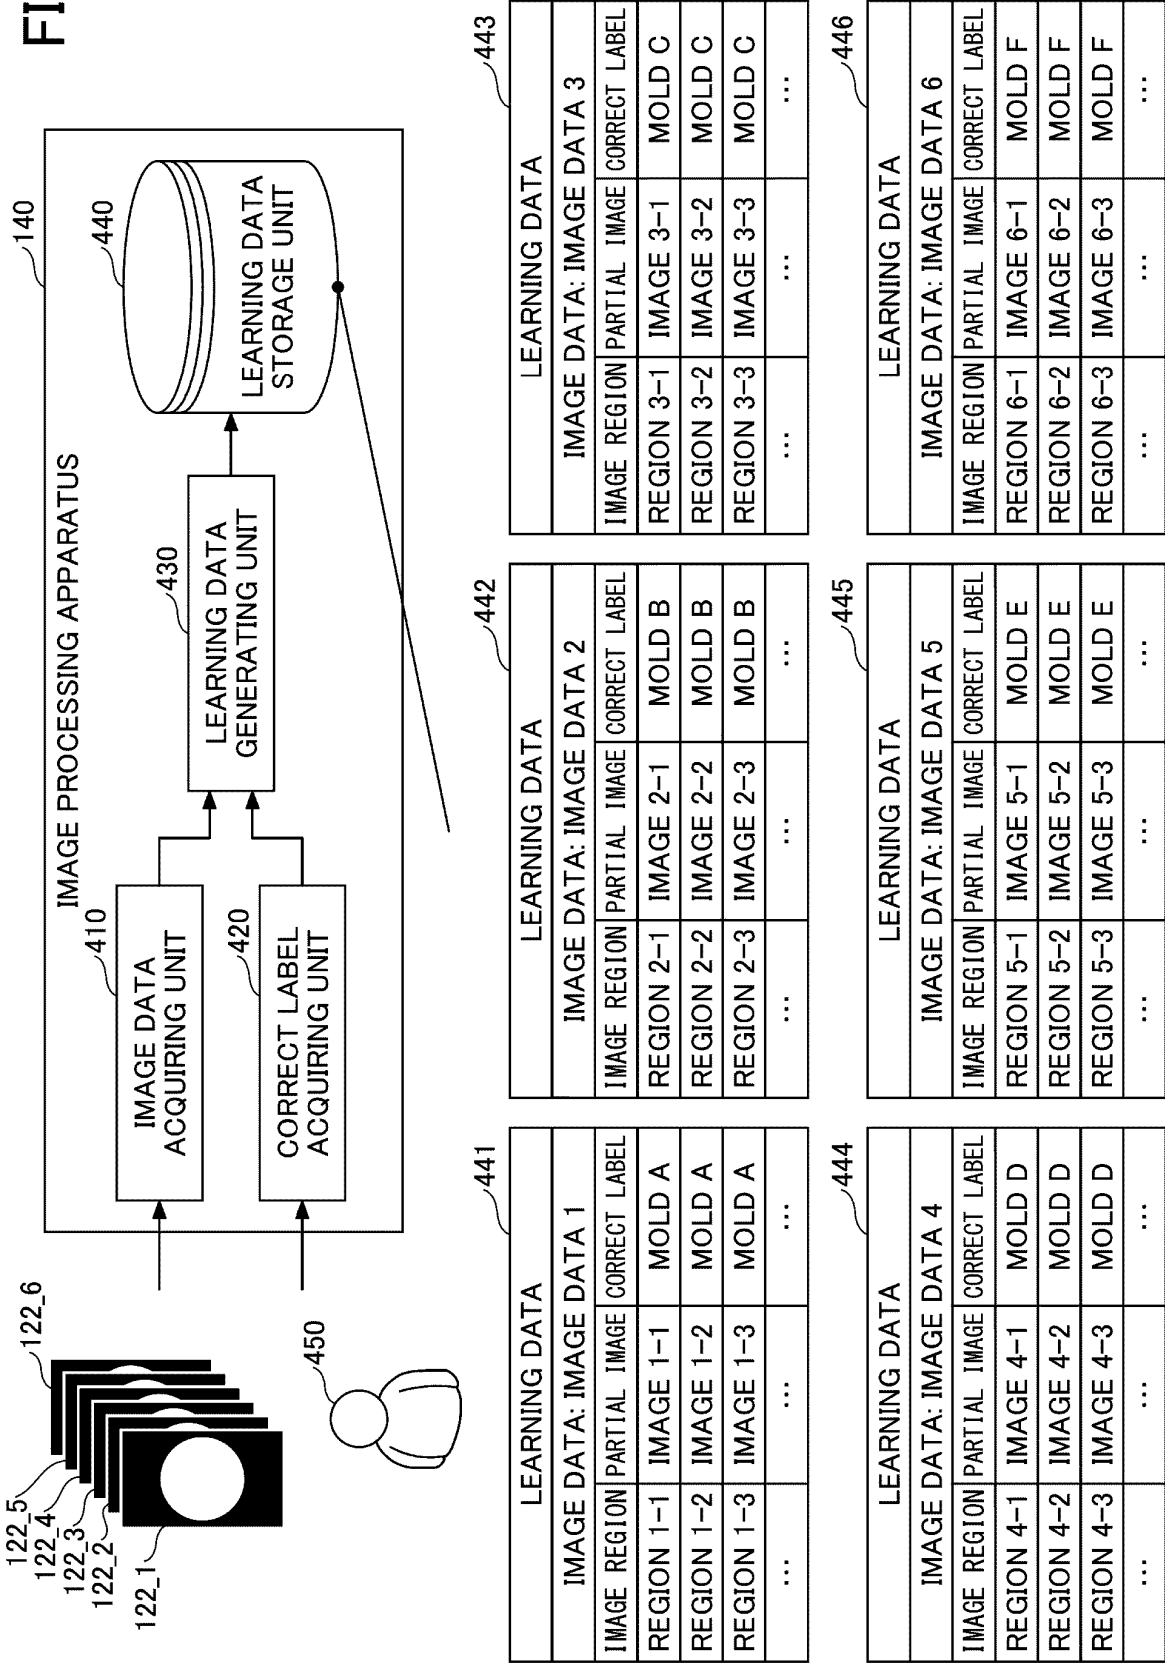 FI
140
IMAGE PROCESSING APPARATUS
122_5
122_4
122_3
122_2
122_1
122_6
410
IMAGE DATA
ACQUIRING UNIT
420
CORRECT LABEL
ACQUIRING UNIT
430
LEARNING DATA
GENERATING UNIT
440
LEARNING DATA
STORAGE UNIT
450
441
LEARNING DATA
IMAGE DATA: IMAGE DATA 1
IMAGE REGION PARTIAL IMAGE CORRECT LABEL
REGION 1-1 IMAGE 1-1 MOLD A
REGION 1-2 IMAGE 1-2 MOLD A
REGION 1-3 IMAGE 1-3 MOLD A
... ... ...
442
LEARNING DATA
IMAGE DATA: IMAGE DATA 2
IMAGE REGION PARTIAL IMAGE CORRECT LABEL
REGION 2-1 IMAGE 2-1 MOLD B
REGION 2-2 IMAGE 2-2 MOLD B
REGION 2-3 IMAGE 2-3 MOLD B
... ... ...
443
LEARNING DATA
IMAGE DATA: IMAGE DATA 3
IMAGE REGION PARTIAL IMAGE CORRECT LABEL
REGION 3-1 IMAGE 3-1 MOLD C
REGION 3-2 IMAGE 3-2 MOLD C
REGION 3-3 IMAGE 3-3 MOLD C
... ... ...
444
LEARNING DATA
IMAGE DATA: IMAGE DATA 4
IMAGE REGION PARTIAL IMAGE CORRECT LABEL
REGION 4-1 IMAGE 4-1 MOLD D
REGION 4-2 IMAGE 4-2 MOLD D
REGION 4-3 IMAGE 4-3 MOLD D
... ... ...
445
LEARNING DATA
IMAGE DATA: IMAGE DATA 5
IMAGE REGION PARTIAL IMAGE CORRECT LABEL
REGION 5-1 IMAGE 5-1 MOLD E
REGION 5-2 IMAGE 5-2 MOLD E
REGION 5-3 IMAGE 5-3 MOLD E
... ... ...
446
LEARNING DATA
IMAGE DATA: IMAGE DATA 6
IMAGE REGION PARTIAL IMAGE CORRECT LABEL
REGION 6-1 IMAGE 6-1 MOLD F
REGION 6-2 IMAGE 6-2 MOLD F
REGION 6-3 IMAGE 6-3 MOLD F
... ... ...